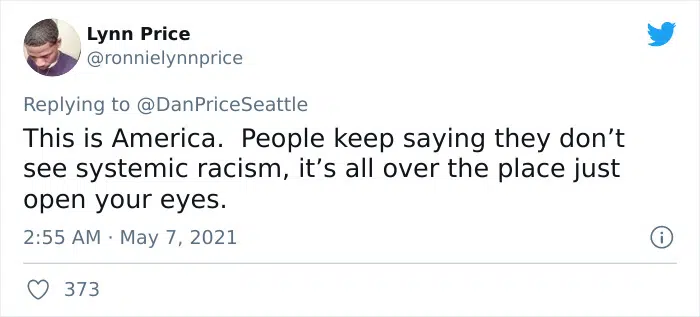 Lynn Price
@ronnielynnprice
Replying to @DanPriceSeattle
This is America.  People keep saying they don’t
see systemic racism, it’s all over the place just
open your eyes.
2:55 AM · May 7, 2021
373